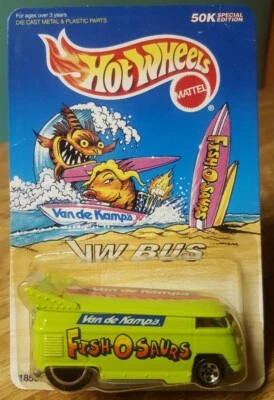 For ages over 3 years.
DIE CAST METAL & PLASTIC PARTS
50K SPECIAL EDITION
HOT WHEELS
MATTEL
Van de Kamp's
FISH-O-SAURS
VW BUS
Van de Kamp's
FISH-O-SAURS